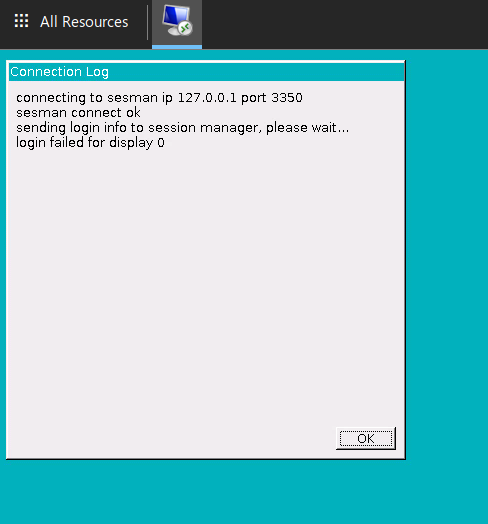 All Resources
Connection Log
connecting to sesman ip 127.0.0.1 port 3350
sesman connect ok
sending login info to session manager, please wait...
login failed for display 0
OK